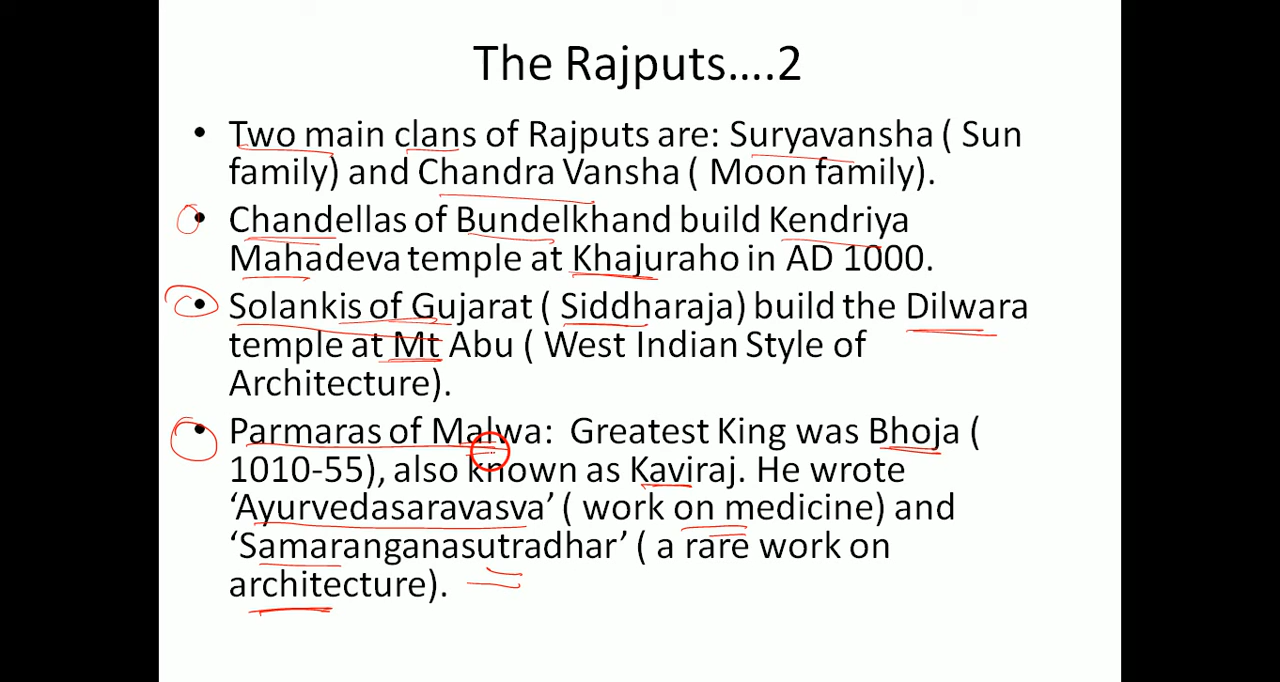 The Rajputs....2
• Two main clans of Rajputs are: Suryavansha ( Sun
family) and Chandra Vansha ( Moon family).
• Chandellas of Bundelkhand build Kendriya
Mahadeva temple at Khajuraho in AD 1000.
• Solankis of Gujarat ( Siddharaja) build the Dilwara
temple at Mt Abu ( West Indian Style of
Architecture).
• Parmaras of Malwa:  Greatest King was Bhoja (
1010-55), also known as Kaviraj. He wrote
‘Ayurvedasaravasva’ ( work on medicine) and
‘Samaranganasutradhar’ ( a rare work on
architecture).